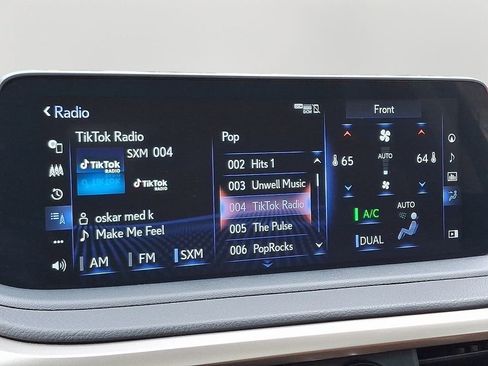 Radio
TikTok Radio
SXM 004
TikTok
RADIO
TikTok
RADIO
oskar med k
Make Me Feel
AM
FM
SXM
Pop
002 Hits 1
003 Unwell Music
004 TikTok Radio
005 The Pulse
006 PopRocks
Front
65
AUTO
64
A/C
AUTO
DUAL